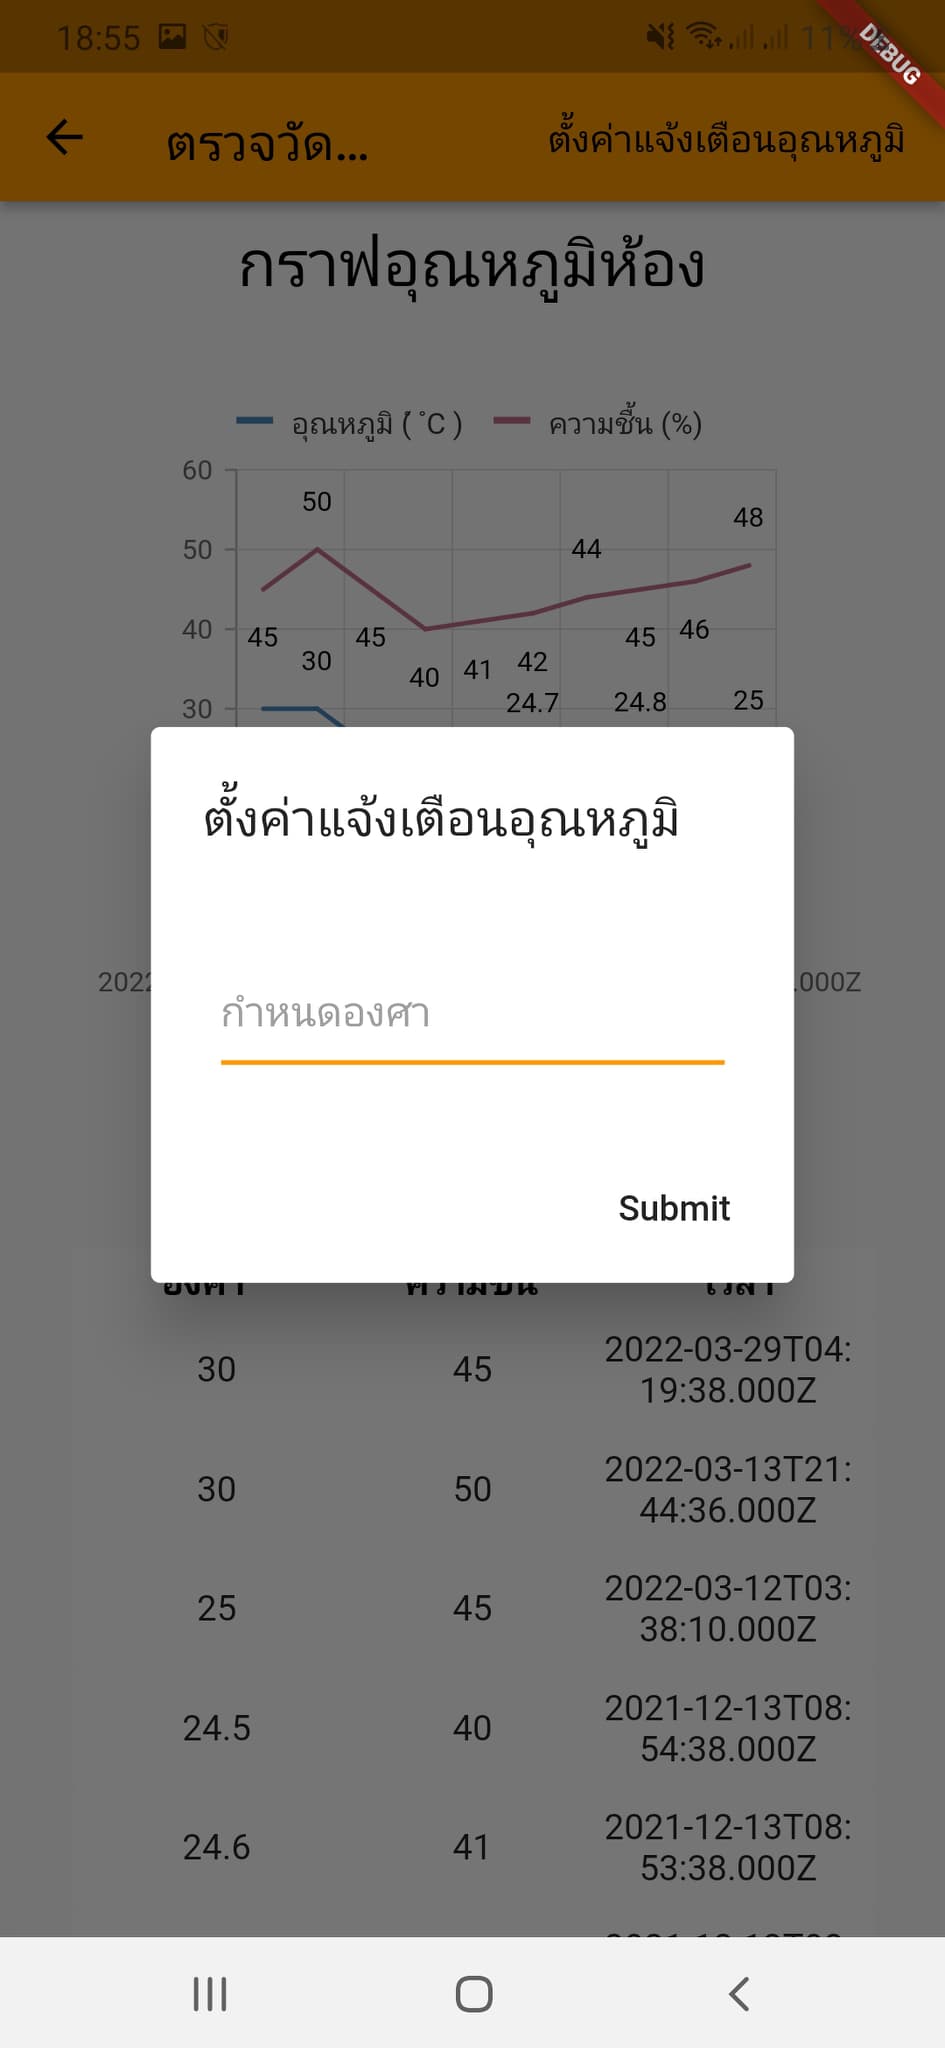 18:55 11%
DEBUG
ตรวจวัด...
ตั้งค่าแจ้งเตือนอุณหภูมิ
กราฟอุณหภูมิห้อง
อุณหภูมิ ( ํC ) ความชื้น (%)
60
50 48
50 44
40 45 45 45 46
30 40 41 42
24.7 24.8 25
30
ตั้งค่าแจ้งเตือนอุณหภูมิ
2022 .000Z
กำหนดองศา
Submit
องศา ความชื้น เวลา
30 45 2022-03-29T04:
19:38.000Z
30 50 2022-03-13T21:
44:36.000Z
25 45 2022-03-12T03:
38:10.000Z
24.5 40 2021-12-13T08:
54:38.000Z
24.6 41 2021-12-13T08:
53:38.000Z